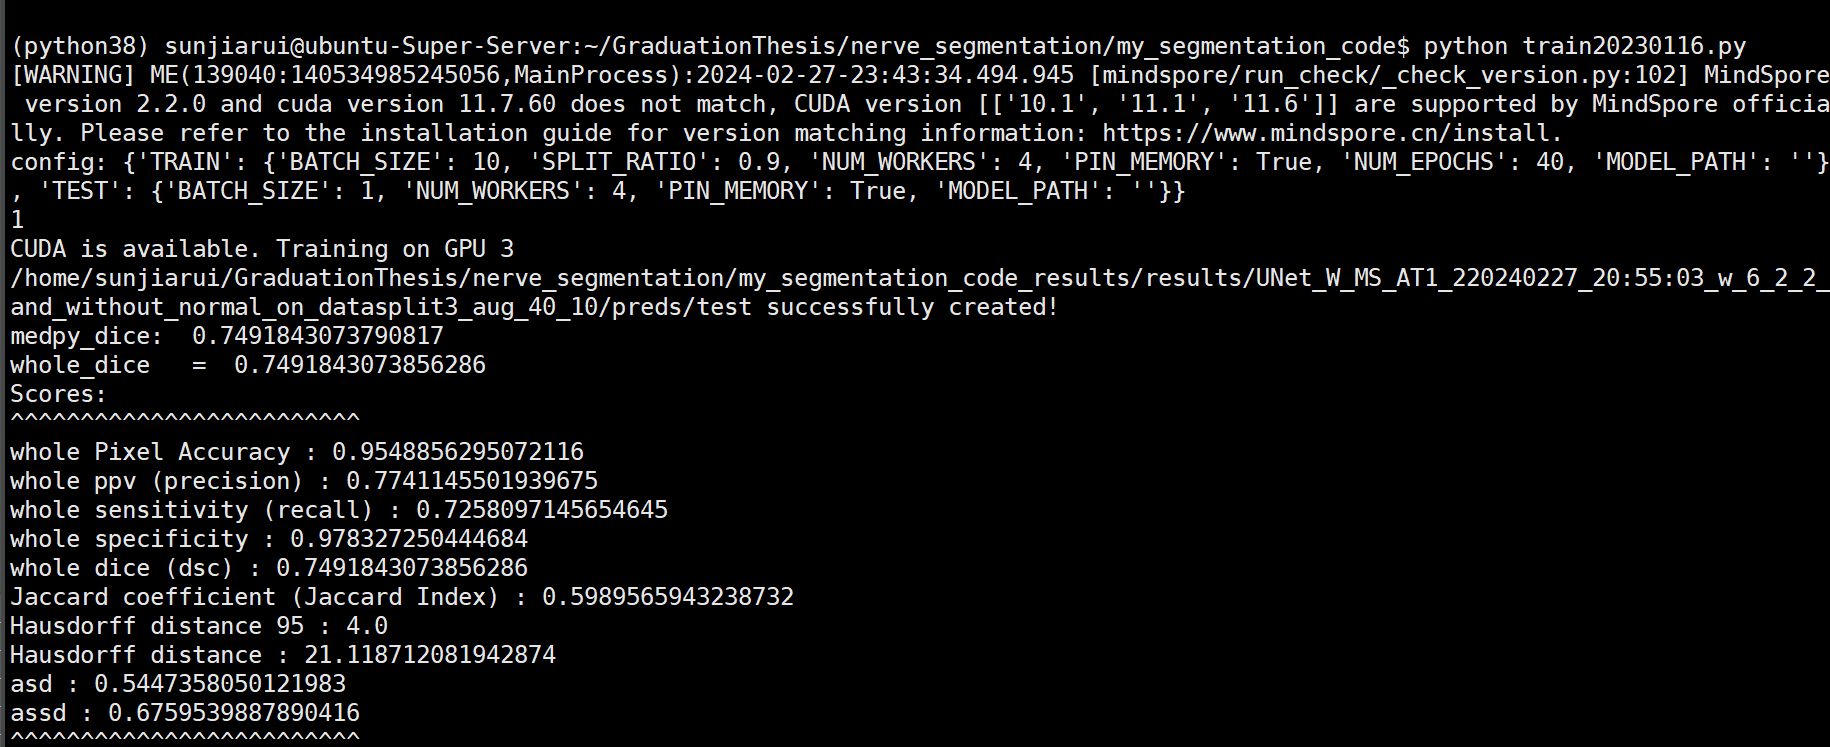 (python38) sunjiarui@ubuntu-Super-Server:~/GraduationThesis/nerve_segmentation/my_segmentation_code$ python train20230116.py
[WARNING] ME(139040:140534985245056,MainProcess):2024-02-27-23:43:34.494.945 [mindspore/run_check/_check_version.py:102] MindSpore
 version 2.2.0 and cuda version 11.7.60 does not match, CUDA version [['10.1', '11.1', '11.6']] are supported by MindSpore officia
lly. Please refer to the installation guide for version matching information: https://www.mindspore.cn/install.
config: {'TRAIN': {'BATCH_SIZE': 10, 'SPLIT_RATIO': 0.9, 'NUM_WORKERS': 4, 'PIN_MEMORY': True, 'NUM_EPOCHS': 40, 'MODEL_PATH': ''}
, 'TEST': {'BATCH_SIZE': 1, 'NUM_WORKERS': 4, 'PIN_MEMORY': True, 'MODEL_PATH': ''}}
1
CUDA is available. Training on GPU 3
/home/sunjiarui/GraduationThesis/nerve_segmentation/my_segmentation_code_results/results/UNet_W_MS_AT1_220240227_20:55:03_w_6_2_2_
and_without_normal_on_datasplit3_aug_40_10/preds/test successfully created!
medpy_dice:  0.7491843073790817
whole_dice   =  0.7491843073856286
Scores:
^^^^^^^^^^^^^^^^^^^^^^^^^
whole Pixel Accuracy : 0.9548856295072116
whole ppv (precision) : 0.7741145501939675
whole sensitivity (recall) : 0.7258097145654645
whole specificity : 0.978327250444684
whole dice (dsc) : 0.7491843073856286
Jaccard coefficient (Jaccard Index) : 0.5989565943238732
Hausdorff distance 95 : 4.0
Hausdorff distance : 21.118712081942874
asd : 0.5447358050121983
assd : 0.6759539887890416
^^^^^^^^^^^^^^^^^^^^^^^^^